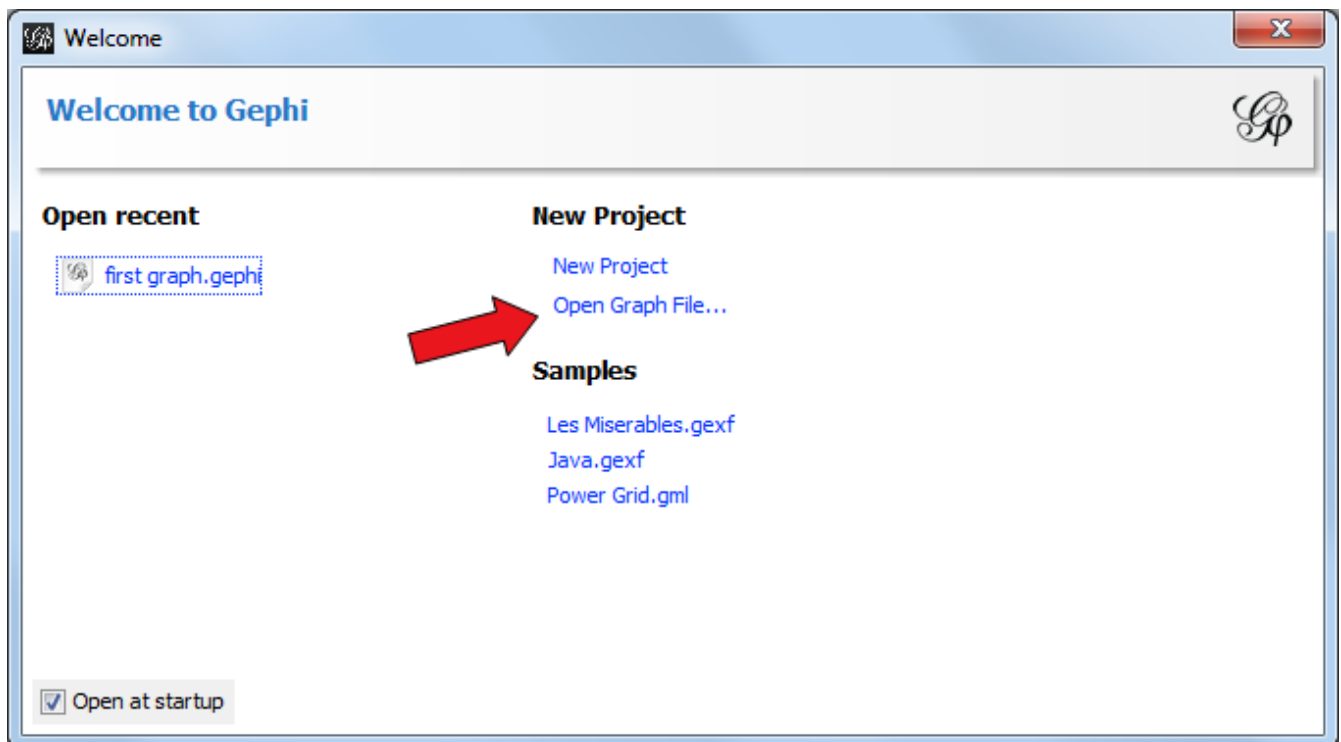 Welcome
Welcome to Gephi
Open recent
first graph.gephi
New Project
New Project
Open Graph File...
Samples
Les Miserables.gexf
Java.gexf
Power Grid.gml
Open at startup